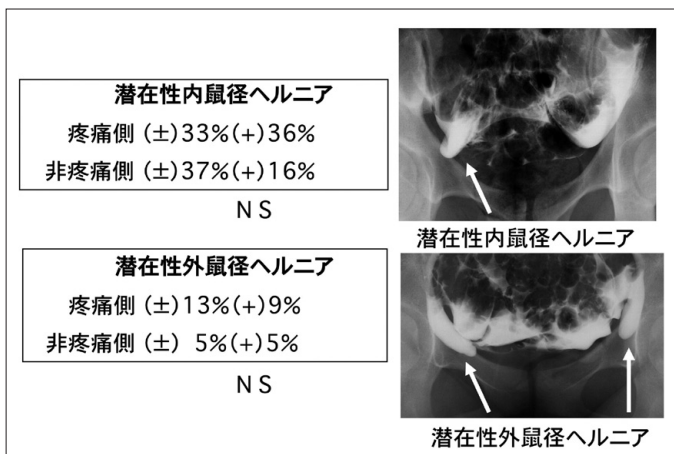 潜在性内鼠径ヘルニア
疼痛側 (±)33%(+)36%
非疼痛側 (±)37%(+)16%
N S
潜在性内鼠径ヘルニア
潜在性外鼠径ヘルニア
疼痛側 (±)13%(+)9%
非疼痛側 (±) 5%(+)5%
N S
潜在性外鼠径ヘルニア